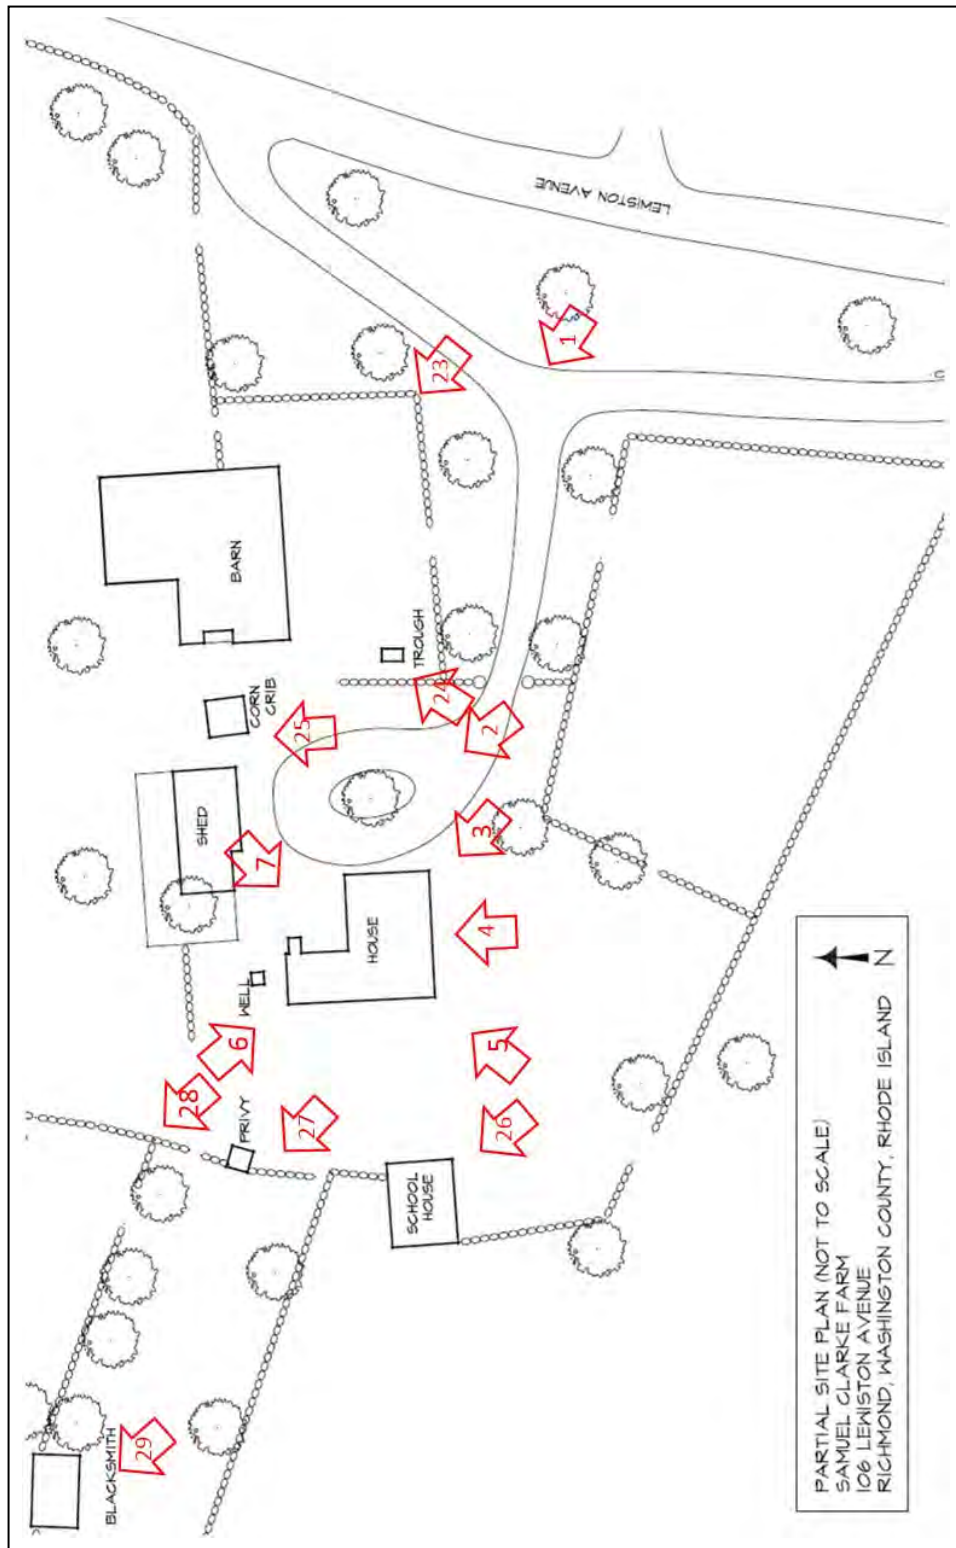 LEWISTON AVENUE
1
23
BARN
TROUGH
24
2
CORN
CRIB
25
SHED
3
7
HOUSE
4
WELL
6
5
28
PRIVY
27
26
SCHOOL
HOUSE
29
BLACKSMITH
N
PARTIAL SITE PLAN (NOT TO SCALE)
SAMUEL CLARKE FARM
106 LEWISTON AVENUE
RICHMOND, WASHINGTON COUNTY, RHODE ISLAND